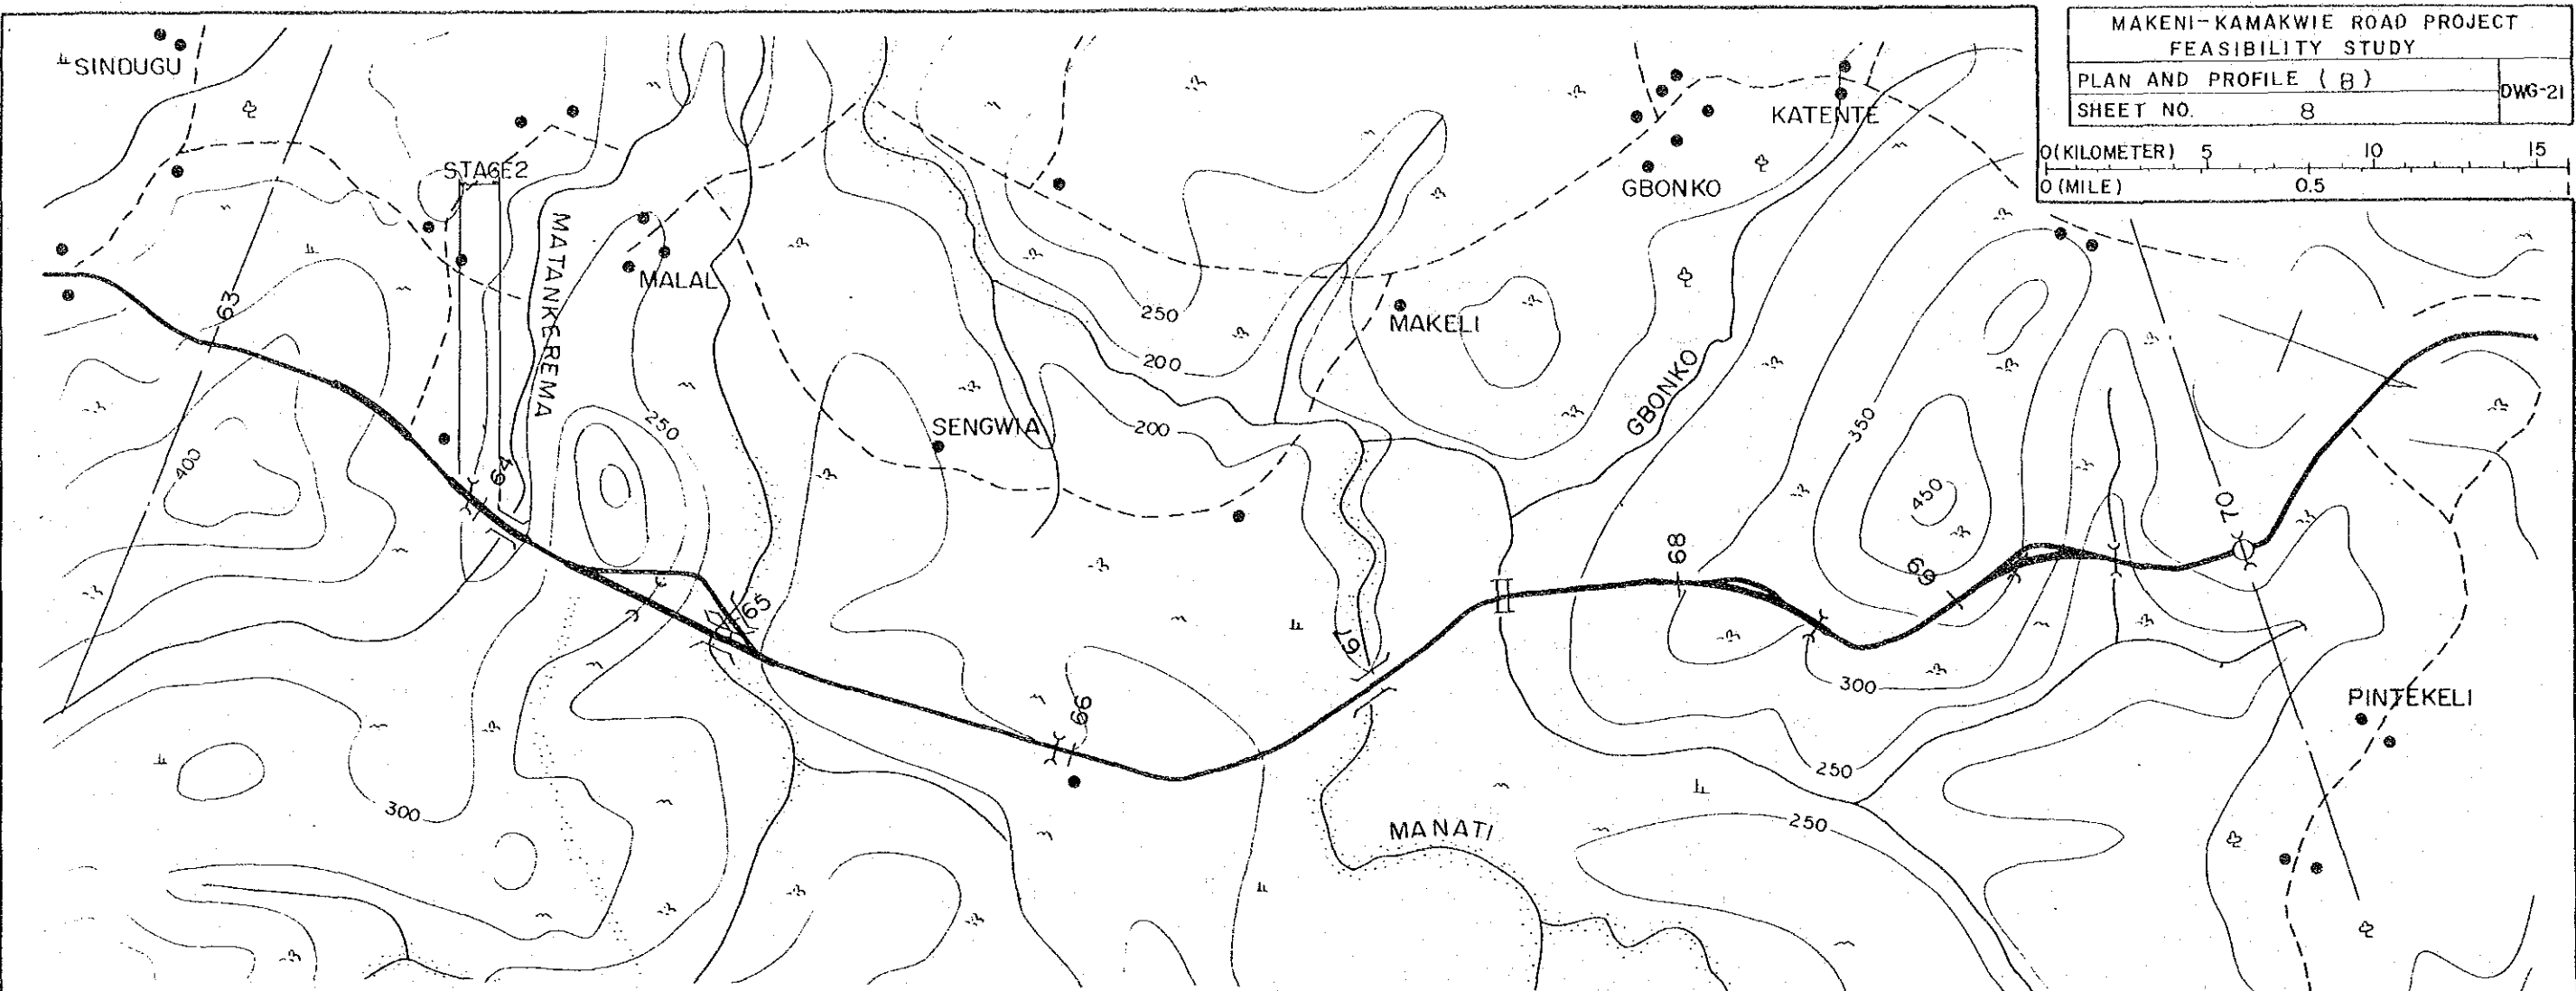 MAKENI-KAMAKWIE ROAD PROJECT
FEASIBILITY STUDY
PLAN AND PROFILE (8)
DWG-21
SHEET NO. 8
0(KILOMETER) 5 10 15
0(MILE) 0.5 1
SINDUGU
STAGE2
MATANKEREMA
MALAL
KATENTE
GBONKO
MAKELI
GBONKO
SENGWIA
MANATI
PINTEKELI
63
64
65
66
67
68
69
70
400
250
250
200
200
350
450
300
300
250
250